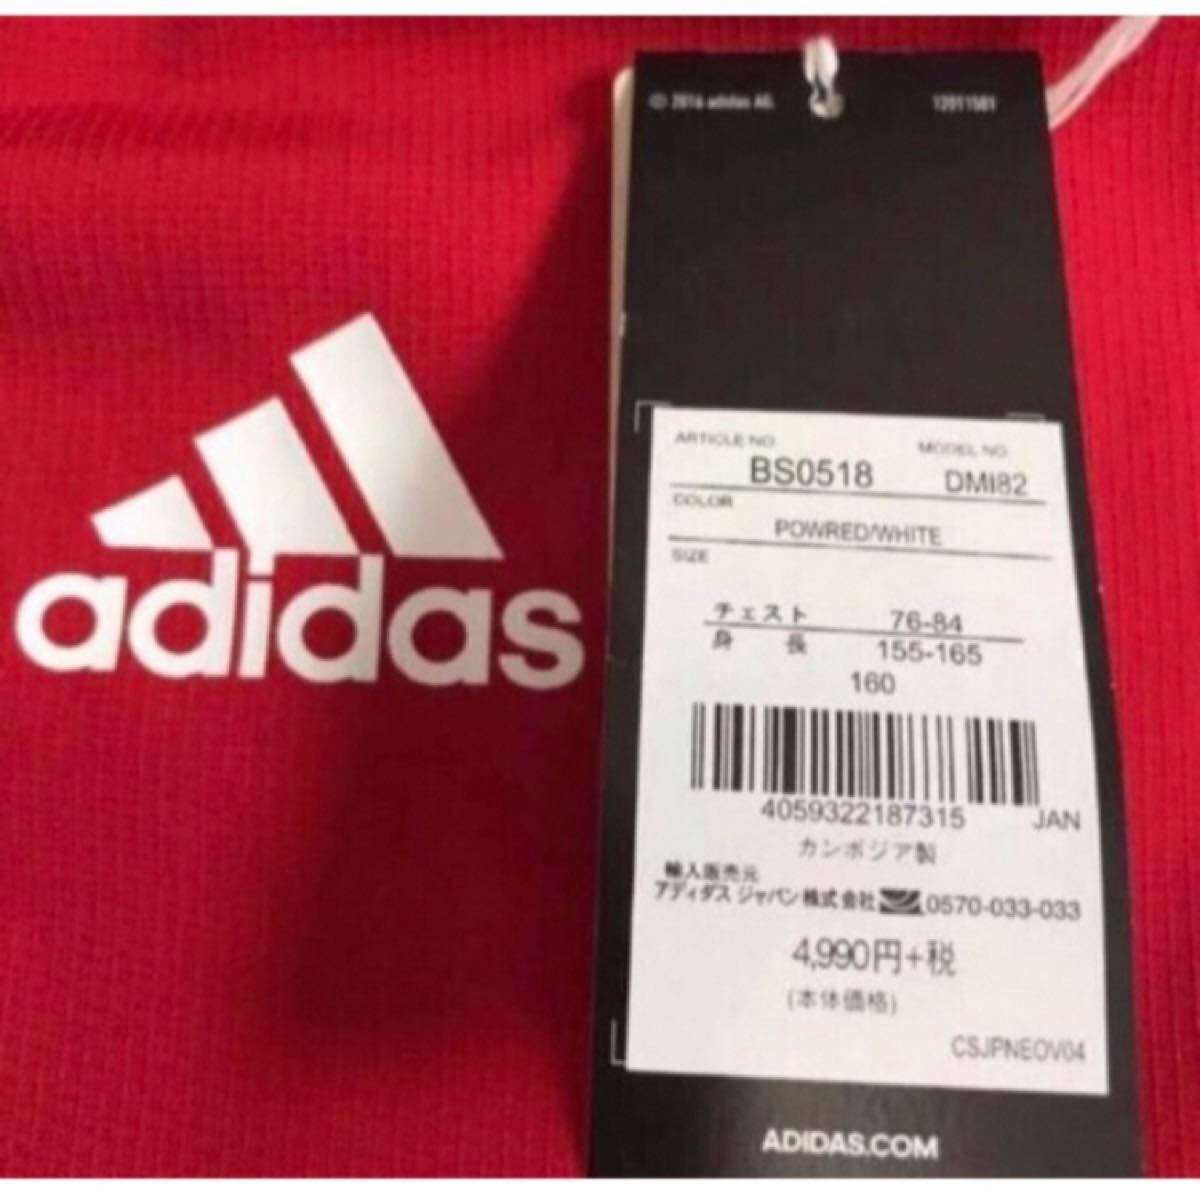 © 2016 adidas AG.
12011561
adidas
ARTICLE NO.
MODEL NO.
BS0518
DMI82
COLOR
POWRED/WHITE
SIZE
チェスト 76-84
身長 155-165
160
4059322187315 JAN
カンボジア製
輸入販売元
アディダス ジャパン株式会社 0570-033-033
4,990円+税
(本体価格)
CSJPNEOV04
ADIDAS.COM